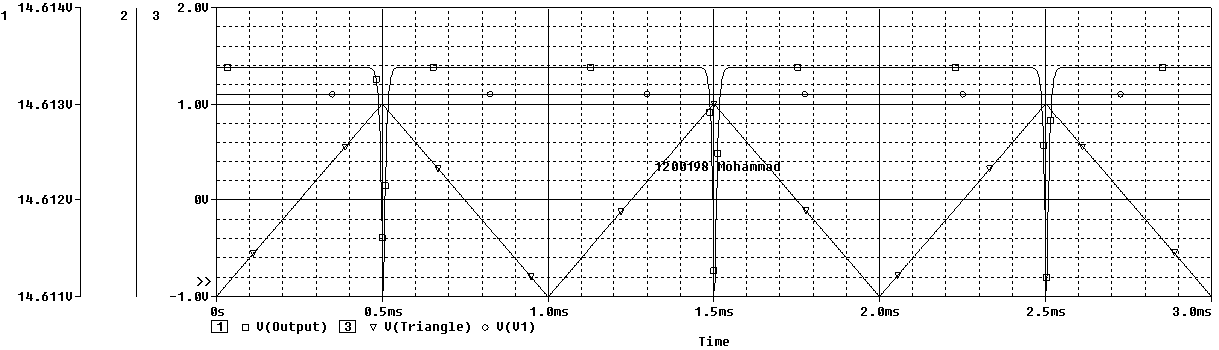 1 14.614V 2 3 2.0V
14.613V 1.0V
1200198 Mohammad
14.612V 0V
>>
14.611V -1.0V
0s 0.5ms 1.0ms 1.5ms 2.0ms 2.5ms 3.0ms
1 V(Output) 3 V(Triangle) V(V1)
Time